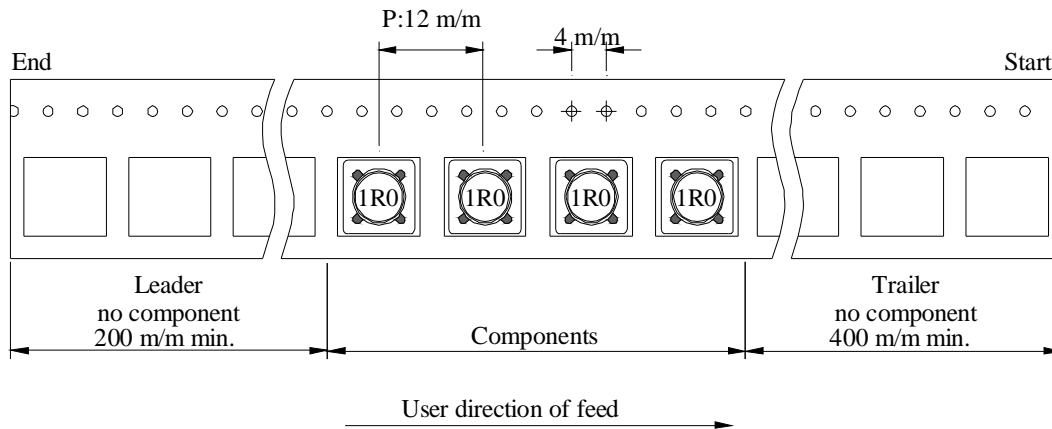 P:12 m/m
4 m/m
End
Start
1R0
1R0
1R0
1R0
Leader
no component
200 m/m min.
Components
Trailer
no component
400 m/m min.
User direction of feed